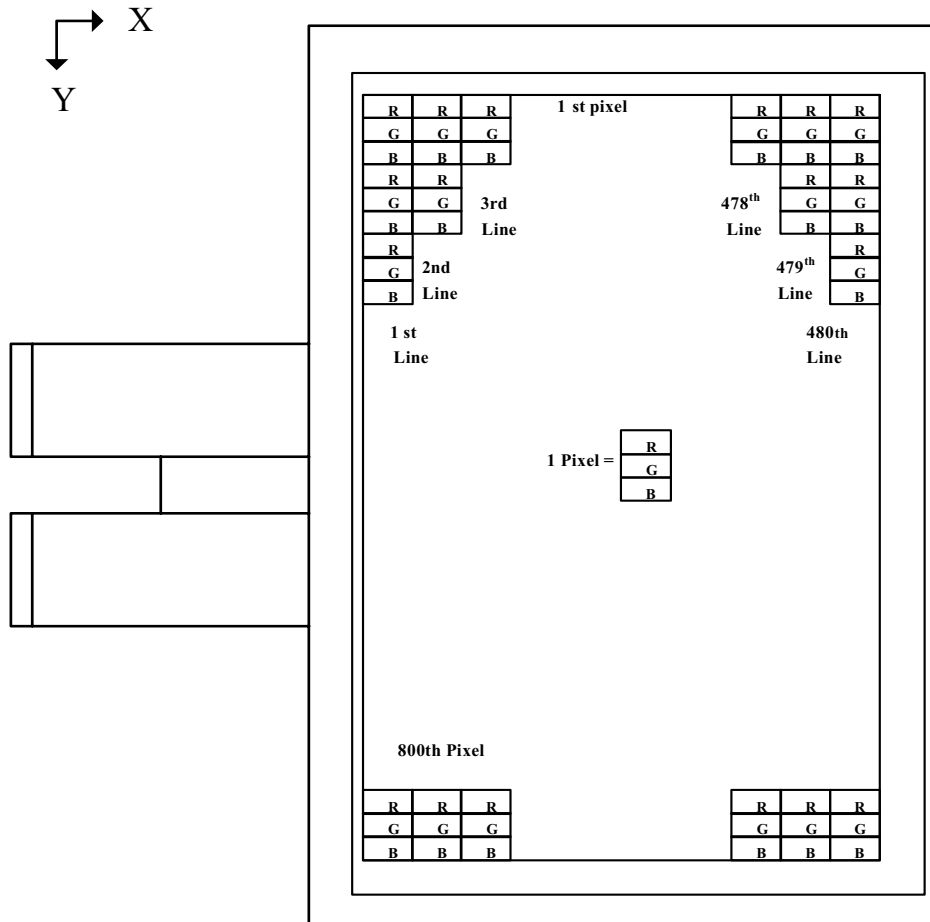 X
Y
R R R 1 st pixel R R R
G G G G G G
B B B B B B
R R R R
G G 3rd 478th G G
B B Line Line B B
R R
G 2nd 479th G
B Line Line B
1 st 480th
Line Line
R
1 Pixel = G
B
800th Pixel
R R R R R R
G G G G G G
B B B B B B